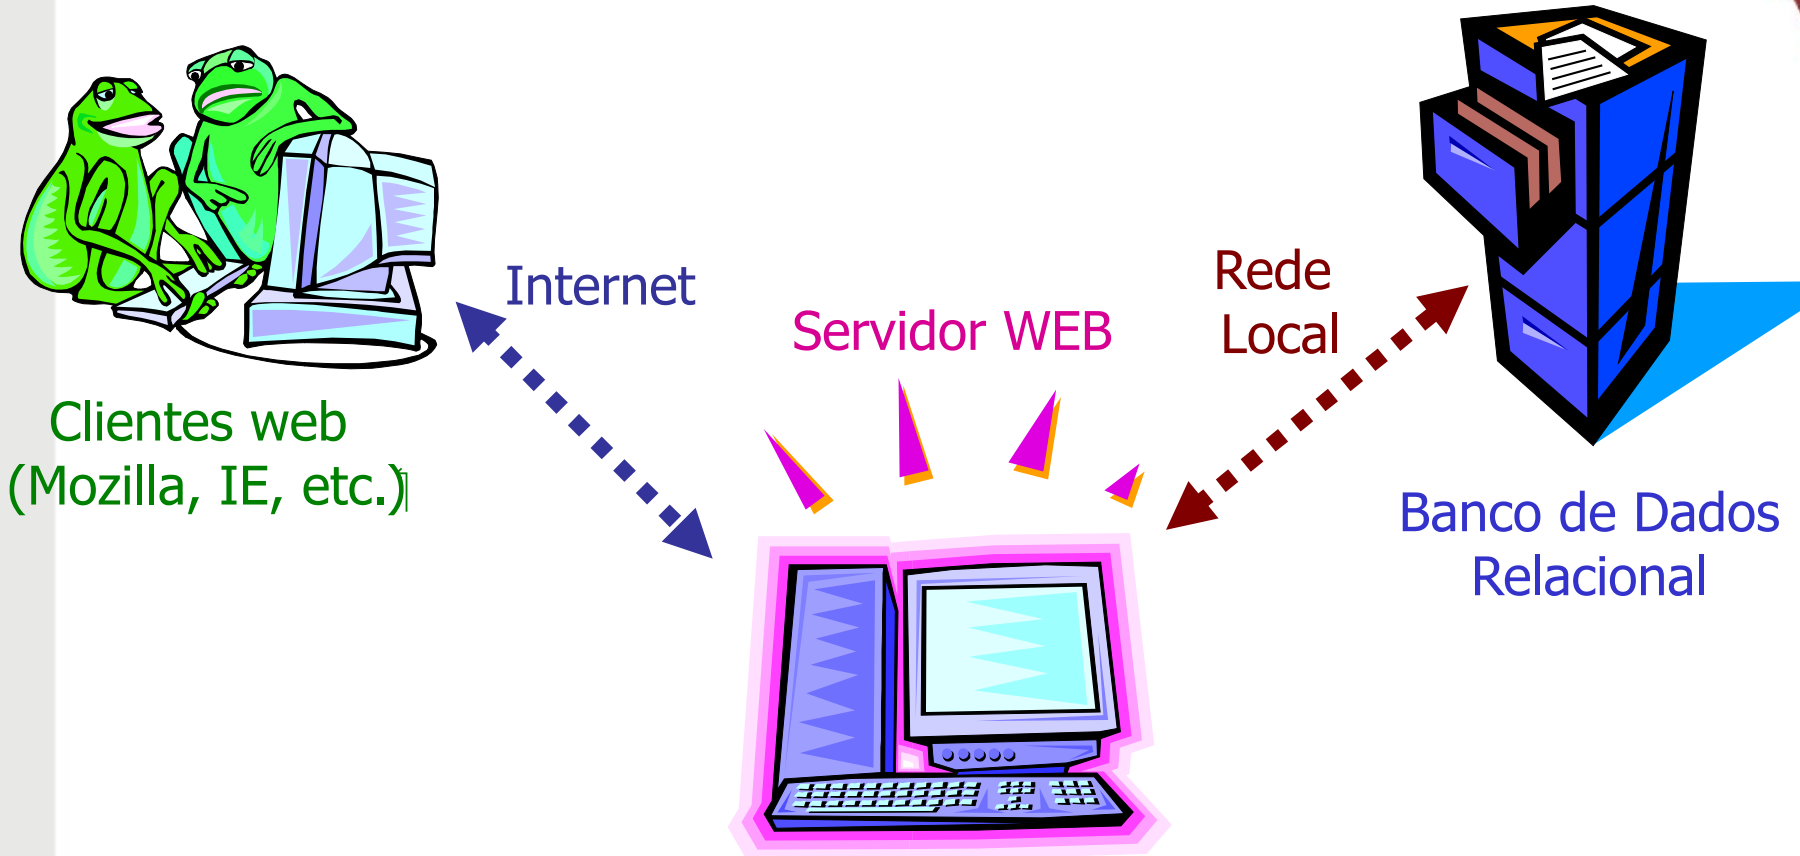 Internet
Rede
Local
Servidor WEB
Clientes web
(Mozilla, IE, etc.)
Banco de Dados
Relacional